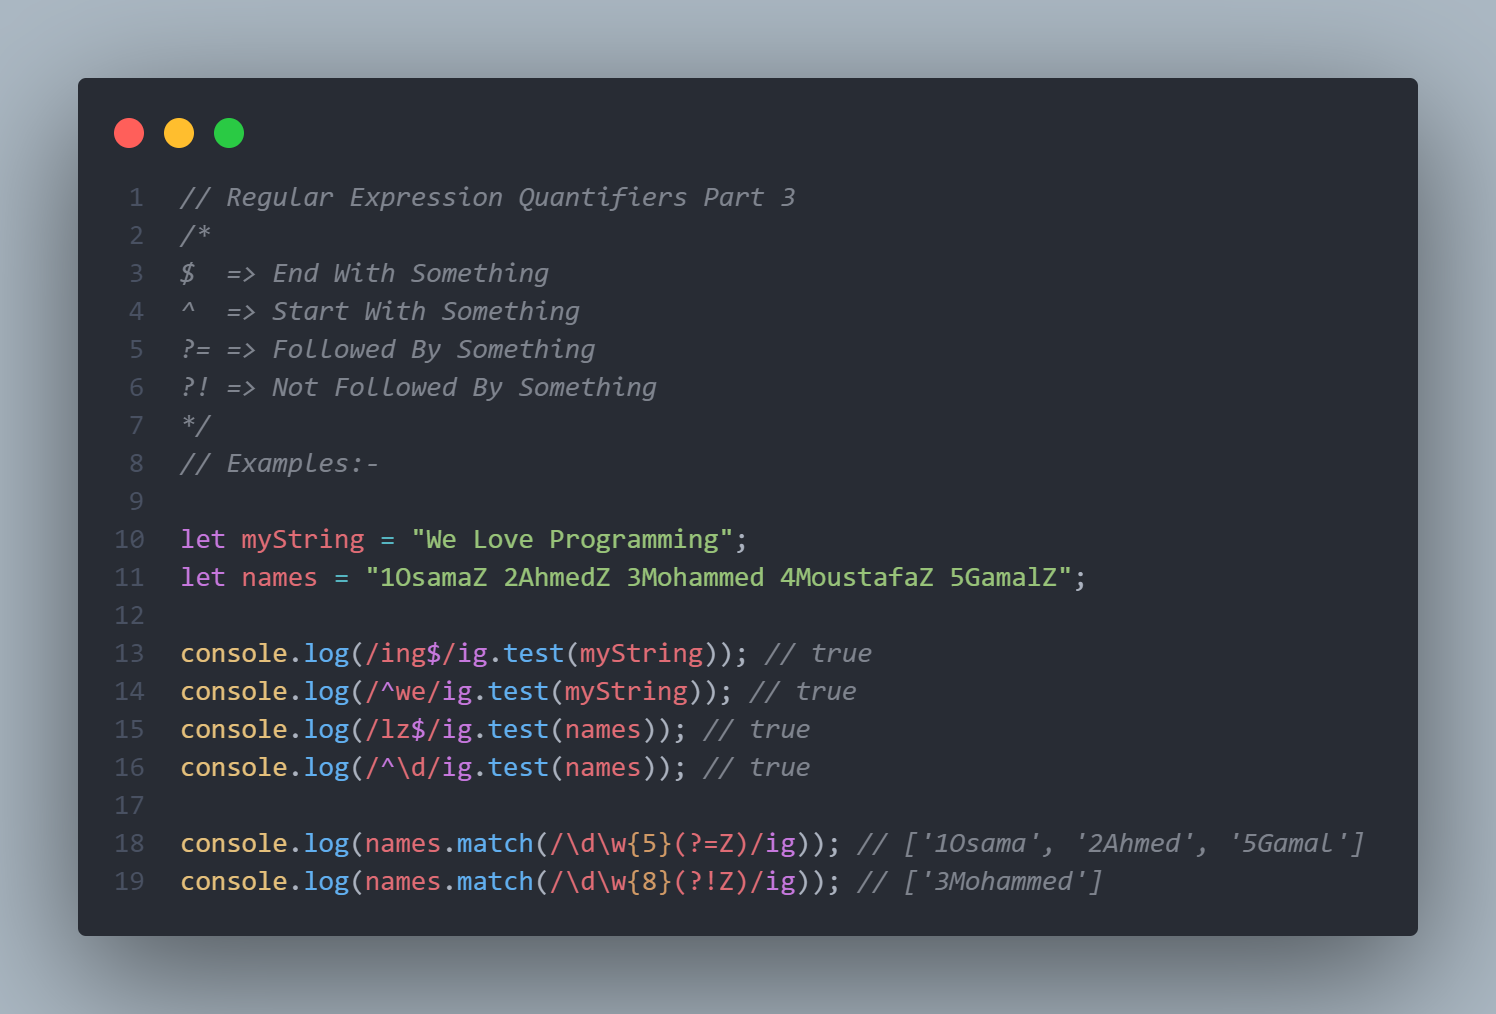 1 // Regular Expression Quantifiers Part 3
2 /*
3 $  => End With Something
4 ^  => Start With Something
5 ?= => Followed By Something
6 ?! => Not Followed By Something
7 */
8 // Examples:-
9
10 let myString = "We Love Programming";
11 let names = "1OsamaZ 2AhmedZ 3Mohammed 4MoustafaZ 5GamalZ";
12
13 console.log(/ing$/ig.test(myString)); // true
14 console.log(/^we/ig.test(myString)); // true
15 console.log(/lz$/ig.test(names)); // true
16 console.log(/^\d/ig.test(names)); // true
17
18 console.log(names.match(/\d\w{5}(?=Z)/ig)); // ['1Osama', '2Ahmed', '5Gamal']
19 console.log(names.match(/\d\w{8}(?!Z)/ig)); // ['3Mohammed']